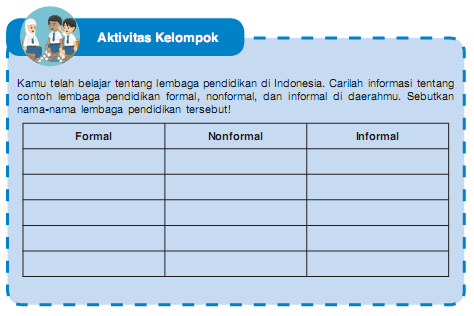 Aktivitas Kelompok
Kamu telah belajar tentang lembaga pendidikan di Indonesia. Carilah informasi tentang
contoh lembaga pendidikan formal, nonformal, dan informal di daerahmu. Sebutkan
nama-nama lembaga pendidikan tersebut!
Formal Nonformal Informal